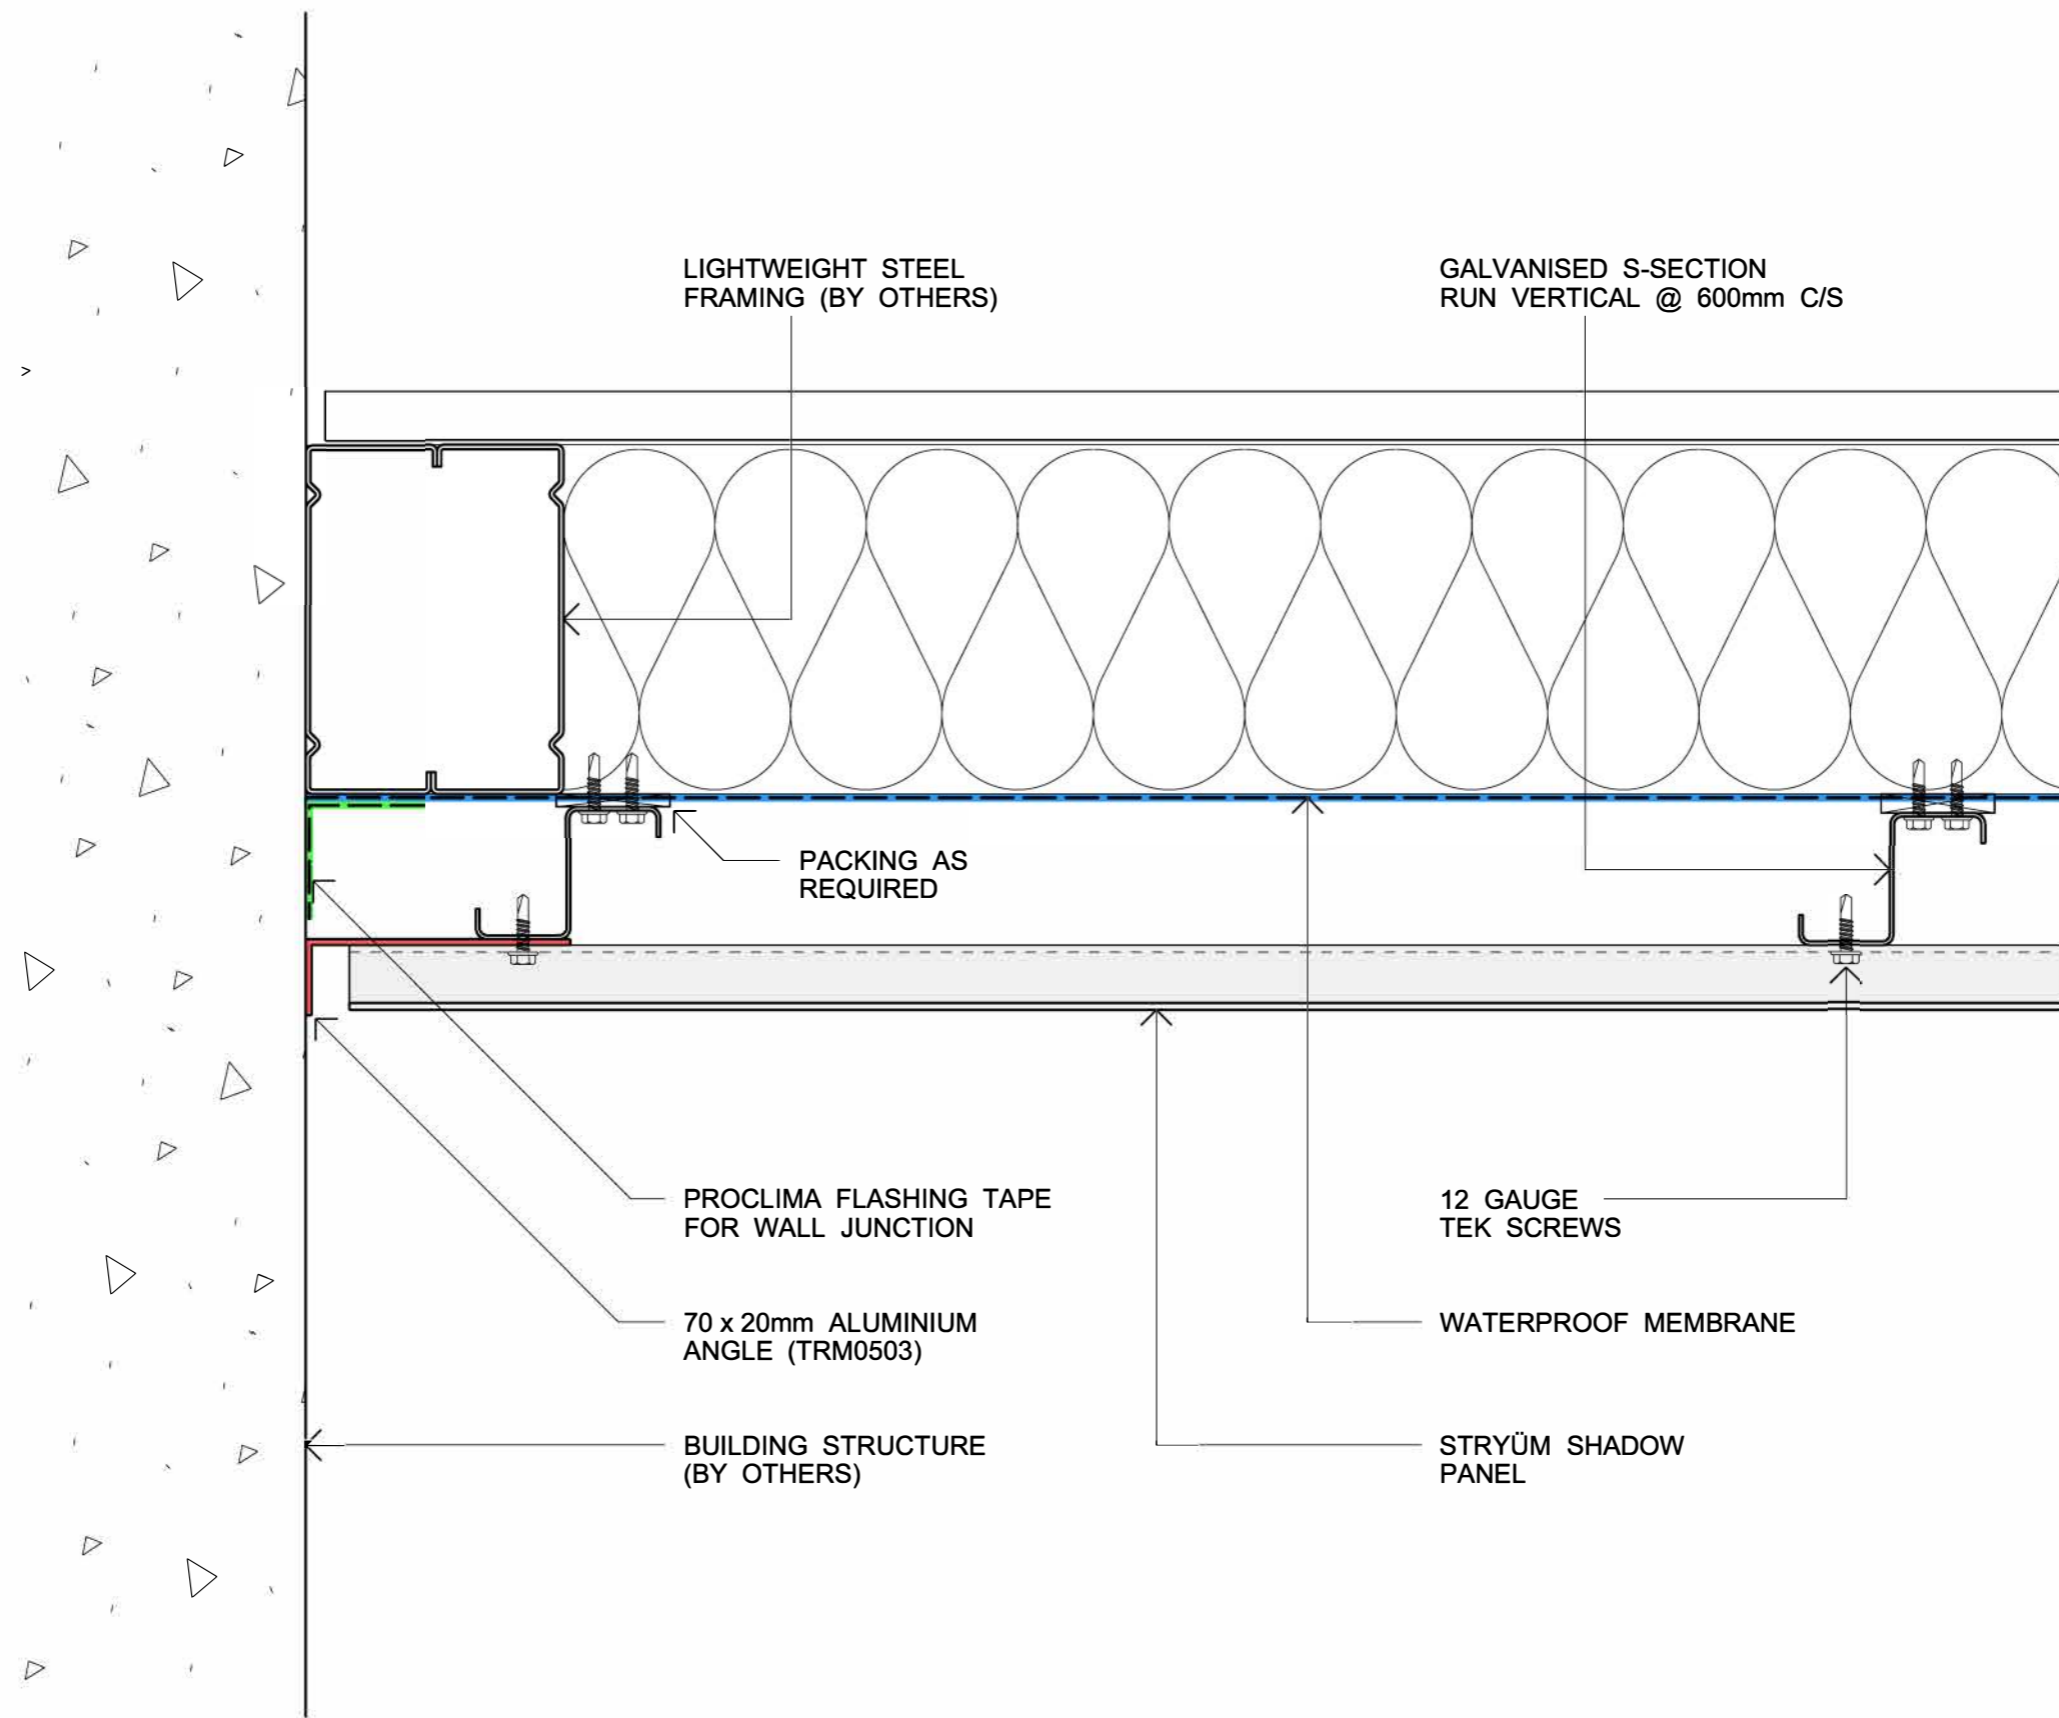 LIGHTWEIGHT STEEL
FRAMING (BY OTHERS)
GALVANISED S-SECTION
RUN VERTICAL @ 600mm C/S
PACKING AS
REQUIRED
PROCLIMA FLASHING TAPE
FOR WALL JUNCTION
12 GAUGE
TEK SCREWS
70 x 20mm ALUMINIUM
ANGLE (TRM0503)
WATERPROOF MEMBRANE
BUILDING STRUCTURE
(BY OTHERS)
STRYÜM SHADOW
PANEL